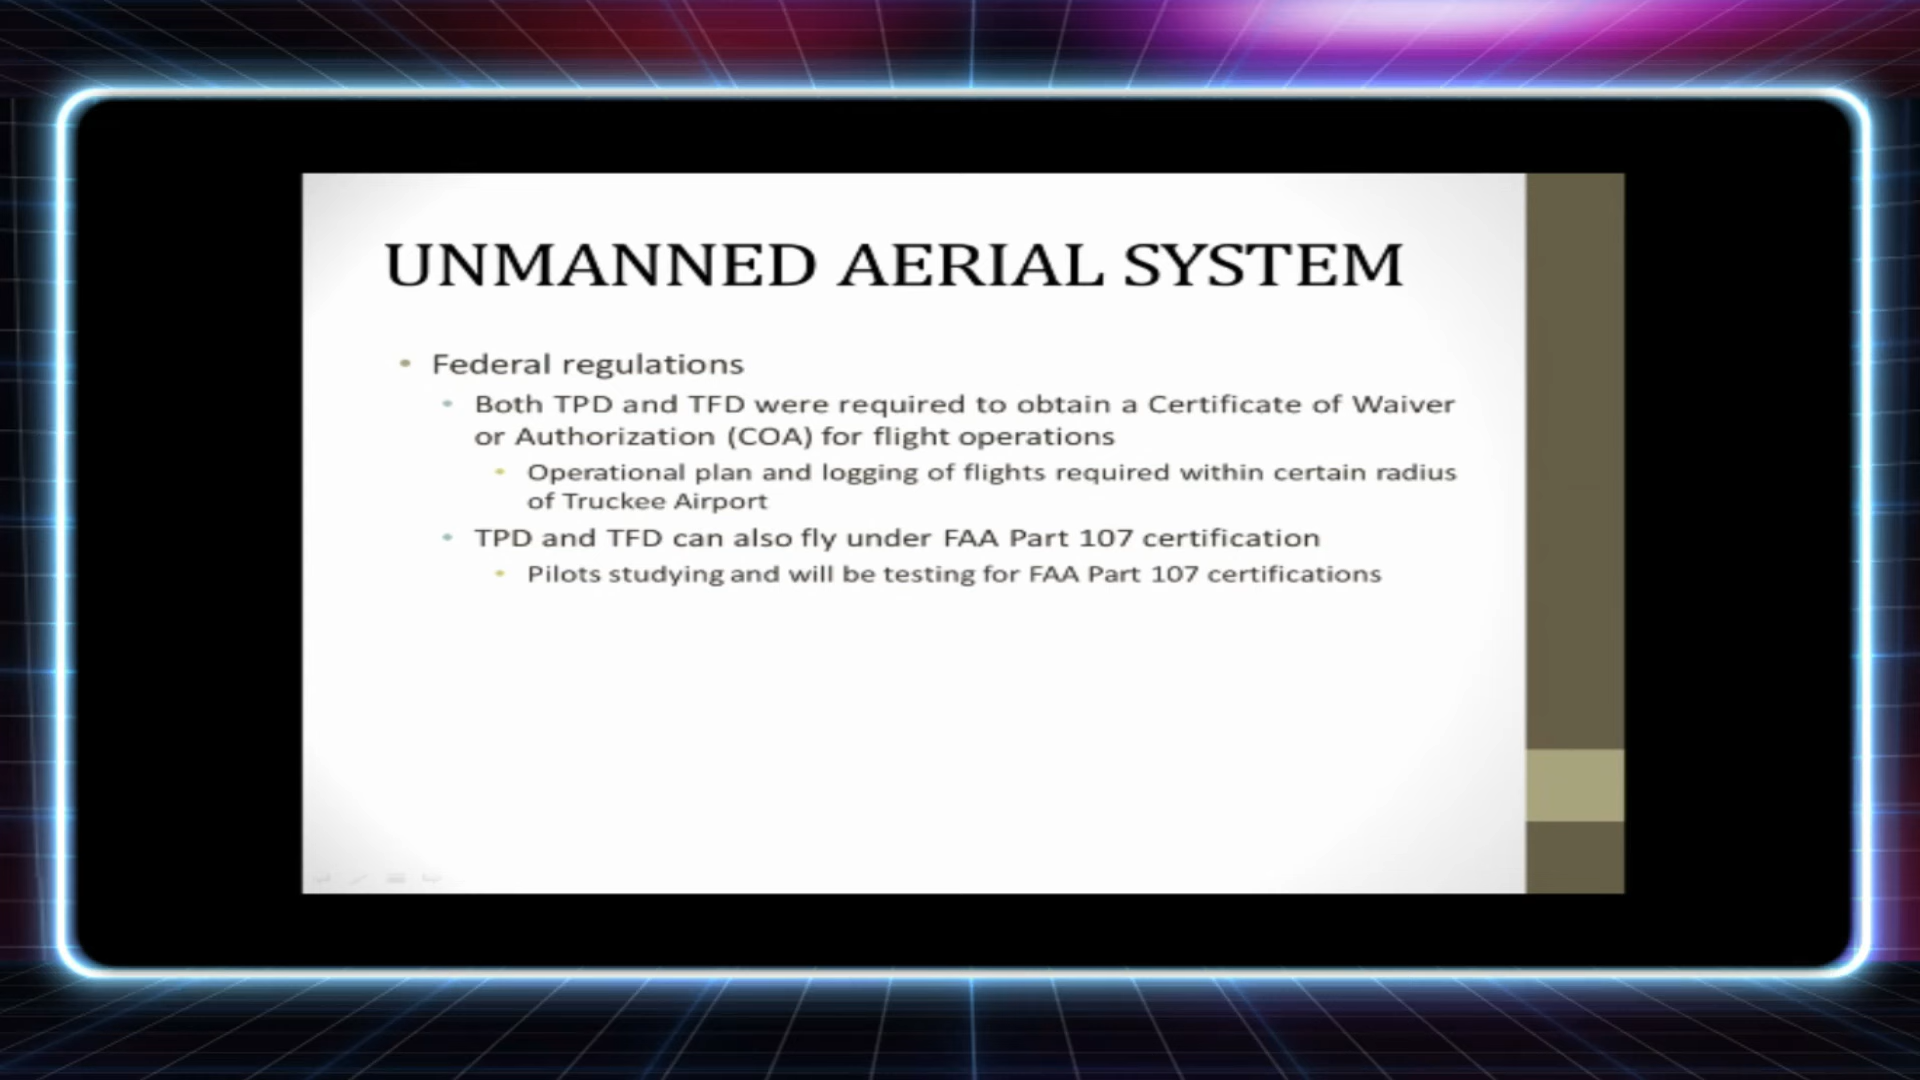 UNMANNED AERIAL SYSTEM
• Federal regulations
• Both TPD and TFD were required to obtain a Certificate of Waiver
or Authorization (COA) for flight operations
• Operational plan and logging of flights required within certain radius
of Truckee Airport
• TPD and TFD can also fly under FAA Part 107 certification
• Pilots studying and will be testing for FAA Part 107 certifications